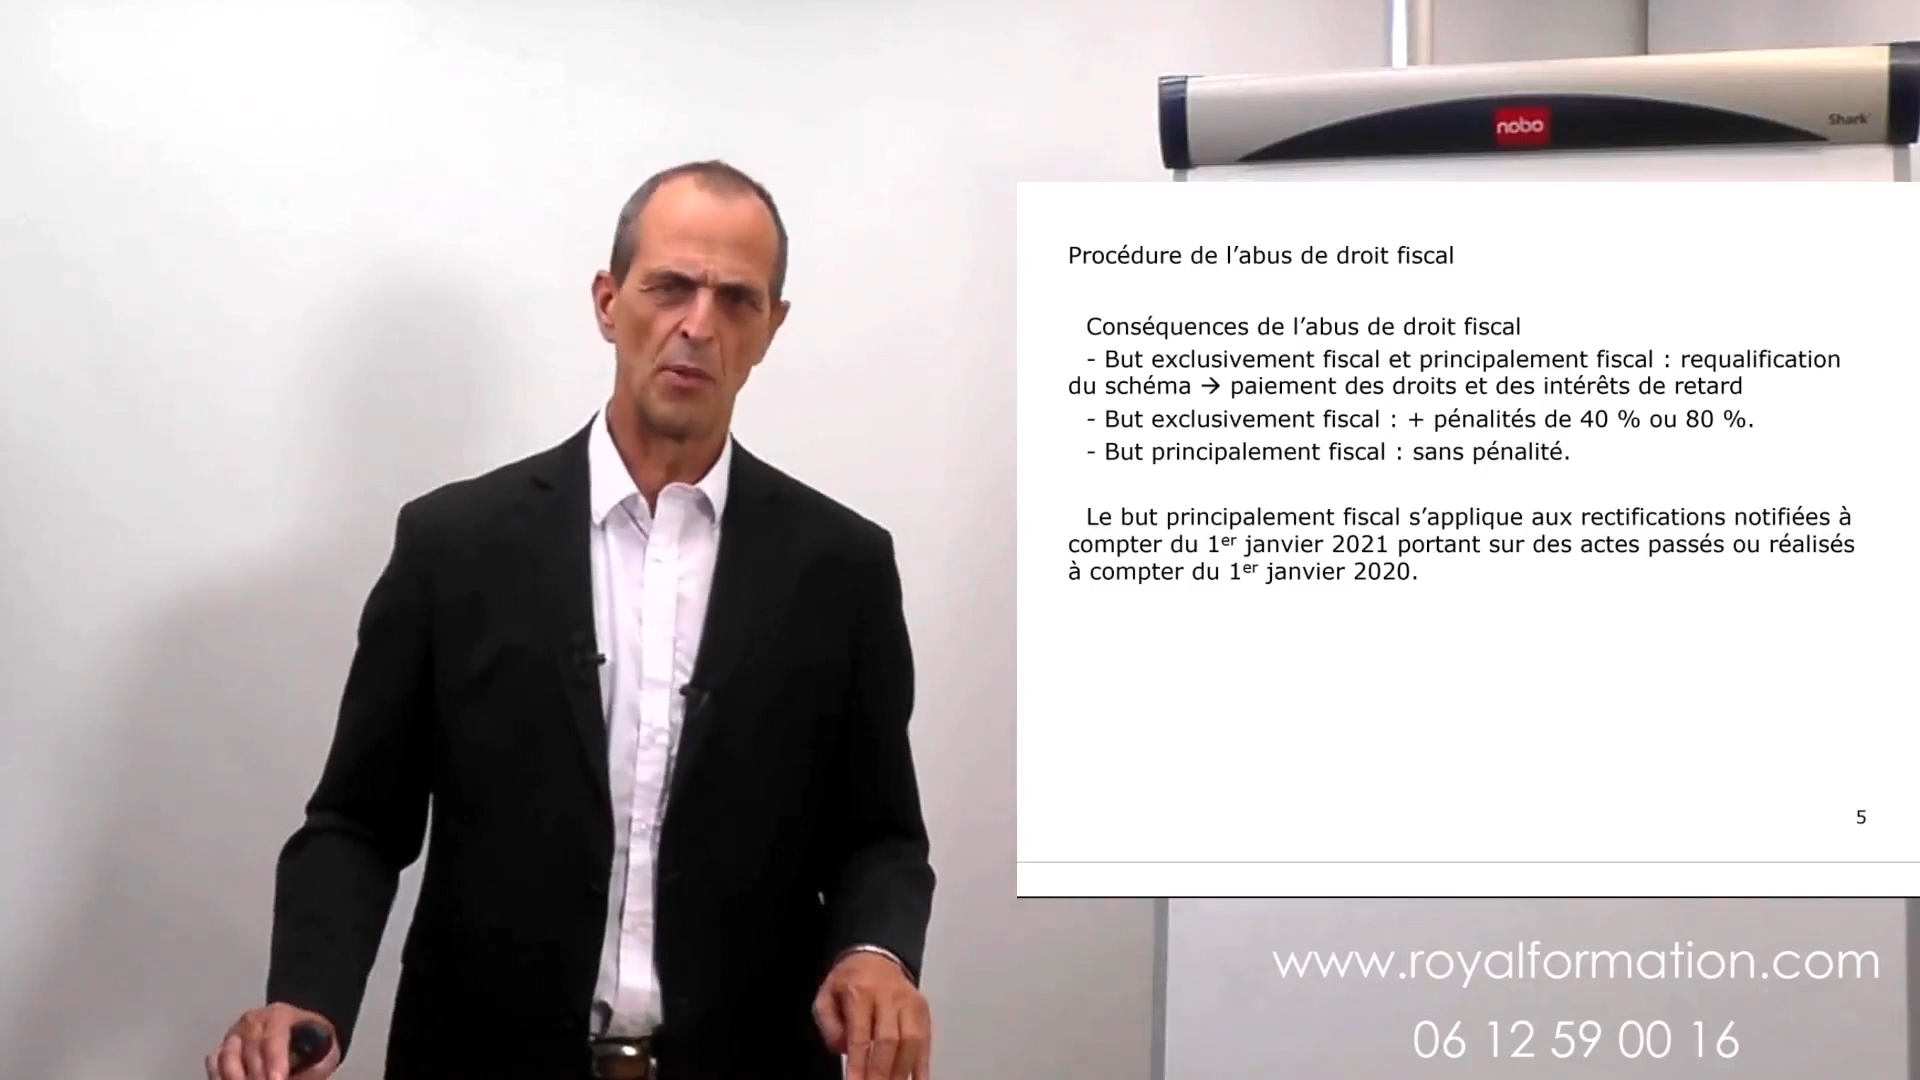 nobo
Shark
Procédure de l’abus de droit fiscal
Conséquences de l’abus de droit fiscal
- But exclusivement fiscal et principalement fiscal : requalification
du schéma → paiement des droits et des intérêts de retard
- But exclusivement fiscal : + pénalités de 40 % ou 80 %.
- But principalement fiscal : sans pénalité.
Le but principalement fiscal s’applique aux rectifications notifiées à
compter du 1er janvier 2021 portant sur des actes passés ou réalisés
à compter du 1er janvier 2020.
5
www.royalformation.com
06 12 59 00 16